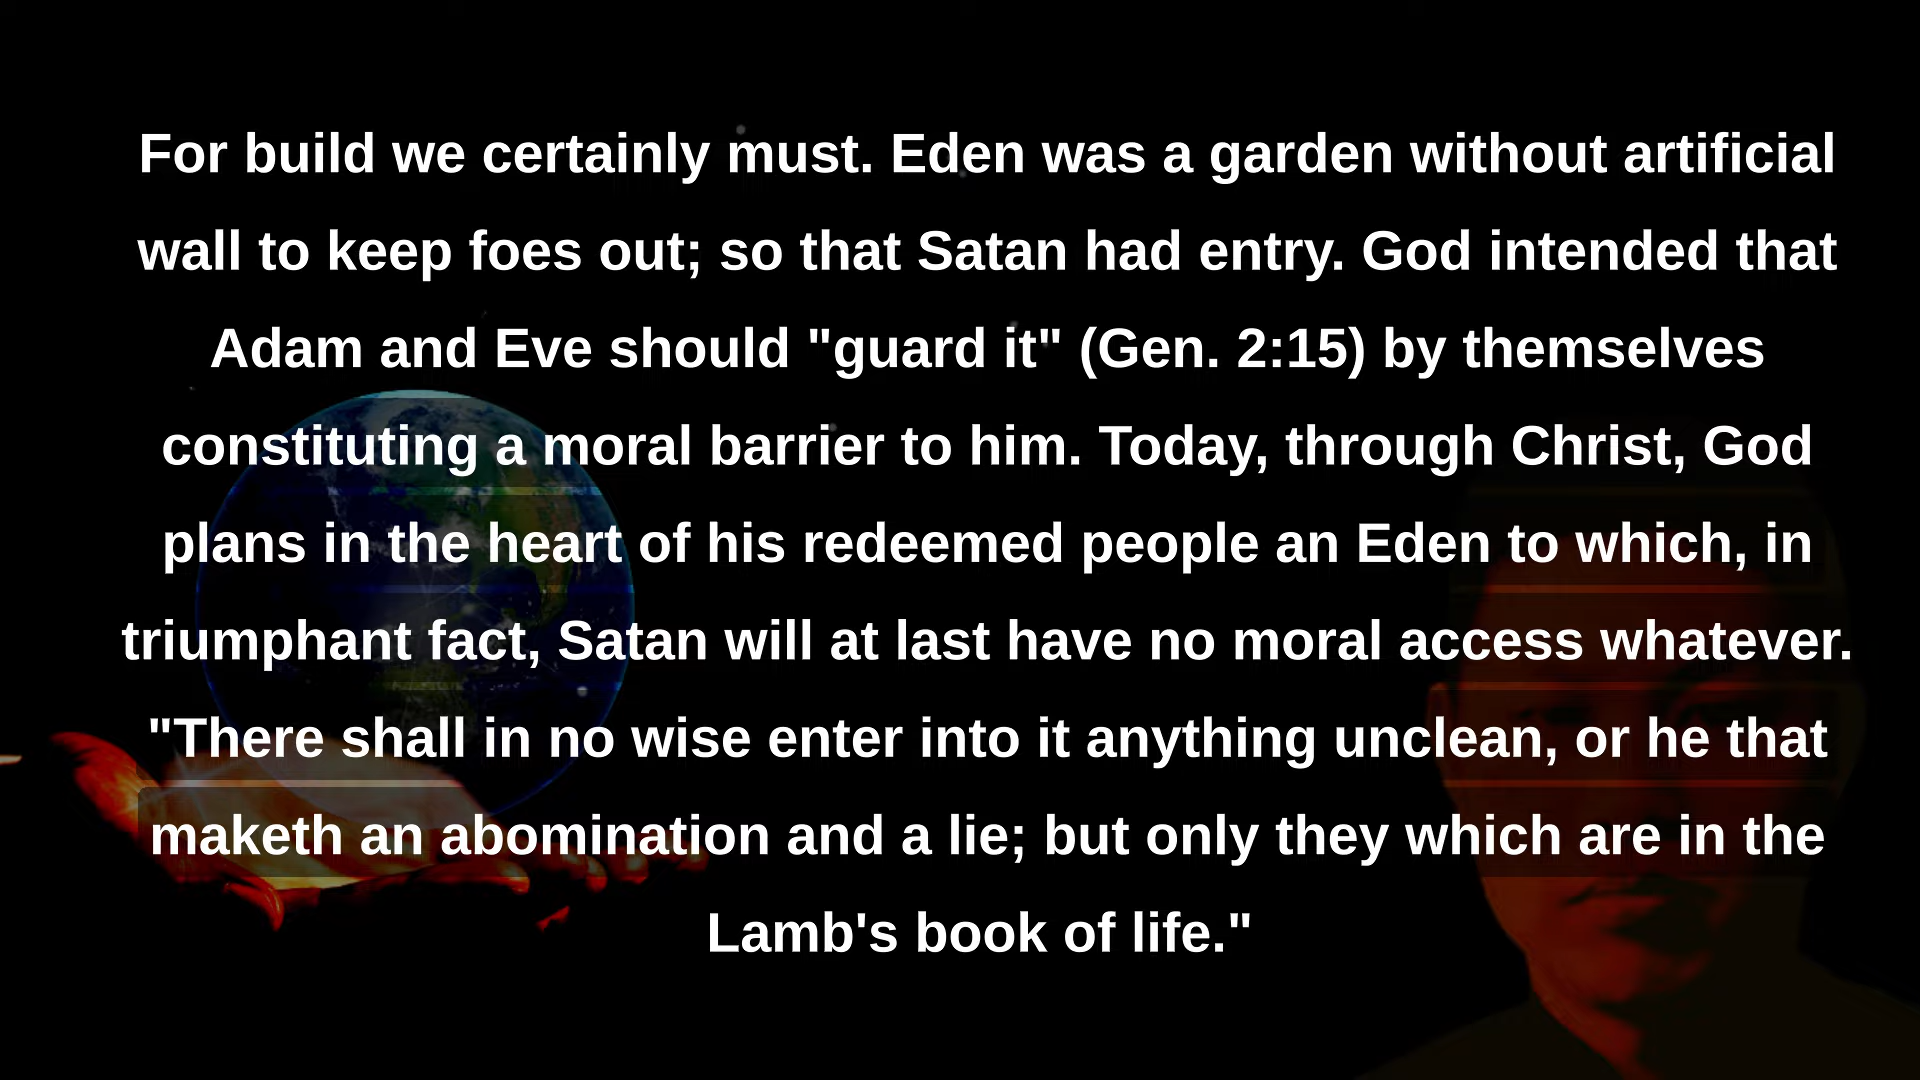 For build we certainly must. Eden was a garden without artificial
wall to keep foes out; so that Satan had entry. God intended that
Adam and Eve should "guard it" (Gen. 2:15) by themselves
constituting a moral barrier to him. Today, through Christ, God
plans in the heart of his redeemed people an Eden to which, in
triumphant fact, Satan will at last have no moral access whatever.
"There shall in no wise enter into it anything unclean, or he that
maketh an abomination and a lie; but only they which are in the
Lamb's book of life."